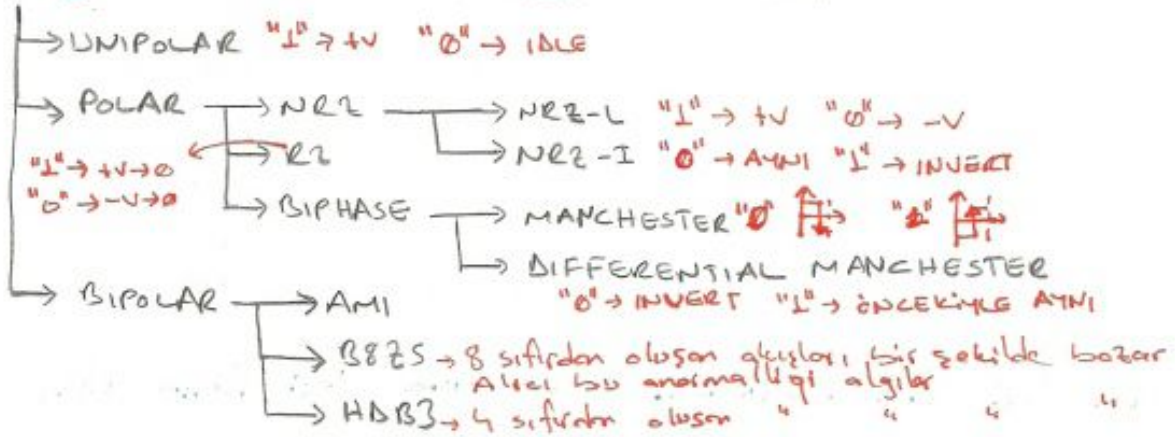 → UNIPOLAR "1" → +V "0" → IDLE
→ POLAR → NRZ → NRZ-L "1" → +V "0" → -V
→ RZ → NRZ-I "0" → AYNI "1" → INVERT
"1" → +V → 0
"0" → -V → 0
→ BIPHASE → MANCHESTER "0" "1"
→ DIFFERENTIAL MANCHESTER
"0" → INVERT "1" → ÖNCEKİYLE AYNI
→ BIPOLAR → AMI
→ B8ZS → 8 sıfırdan oluşan akışları, bir şekilde bozar
Alıcı bu anormalliği algılar
→ HDB3 → 4 sıfırdan oluşan " " " "